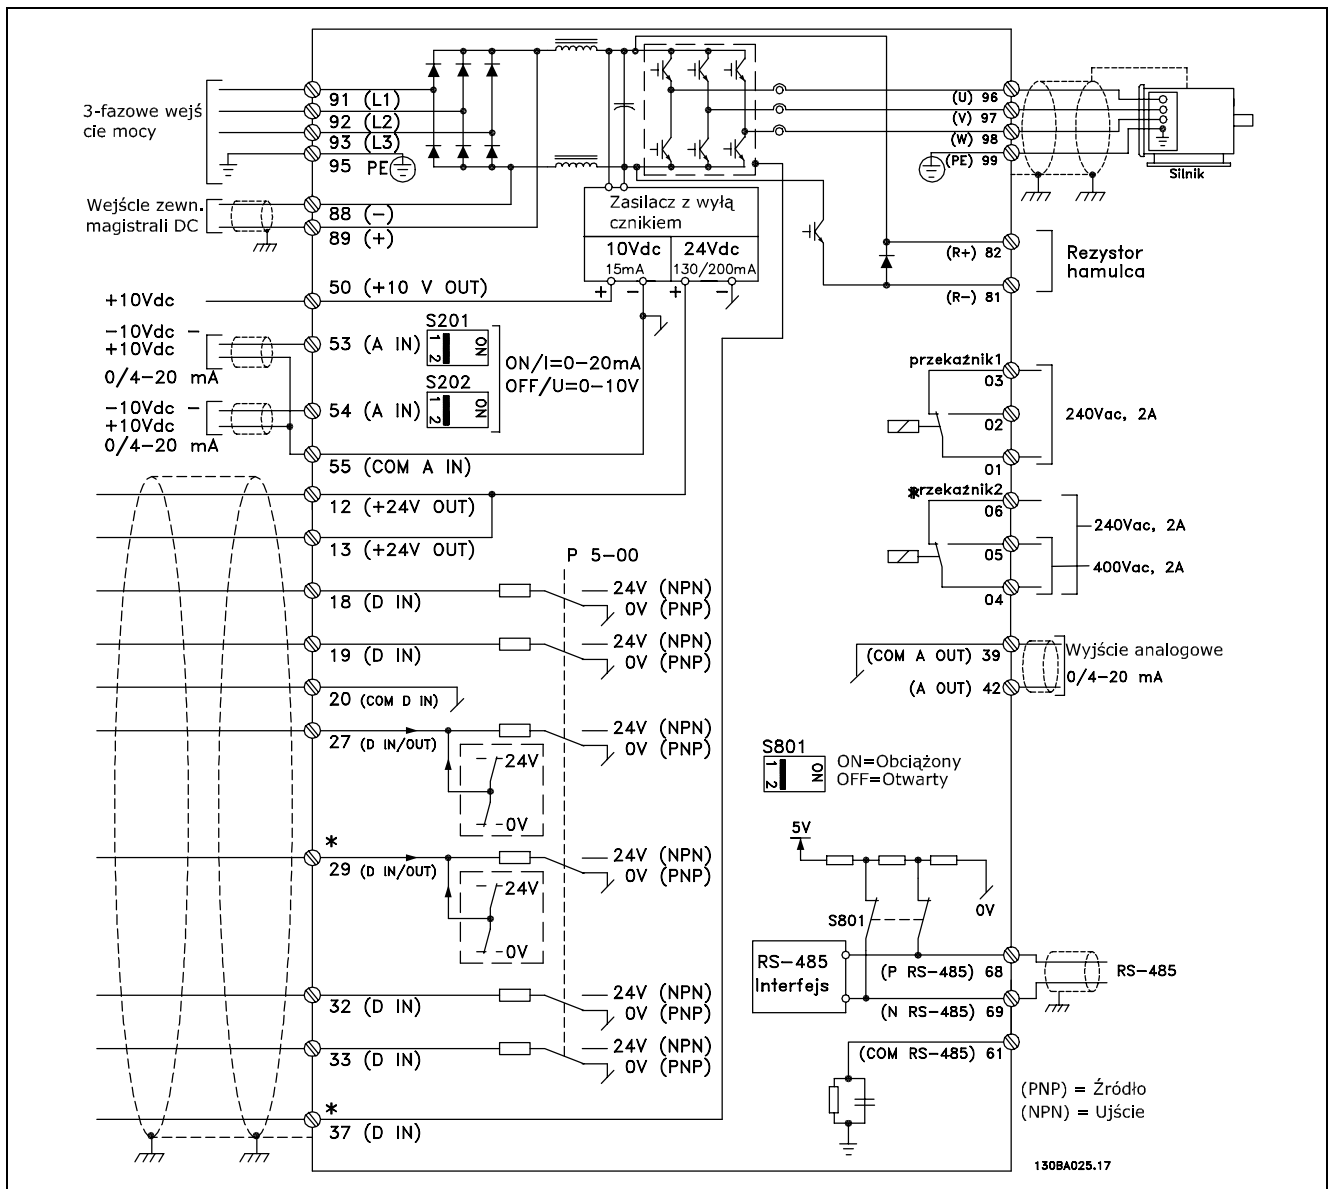 3-fazowe wejś
cie mocy
91 (L1)
92 (L2)
93 (L3)
95 PE
Wejście zewn.
magistrali DC
88 (-)
89 (+)
Zasilacz z wyłą
cznikiem
10Vdc 24Vdc
15mA 130/200mA
+ - + -
(U) 96
(V) 97
(W) 98
(PE) 99
Silnik
(R+) 82
Rezystor
hamulca
(R-) 81
+10Vdc
50 (+10 V OUT)
-10Vdc -
+10Vdc
0/4-20 mA
53 (A IN)
S201
1 2 ON
ON/I=0-20mA
OFF/U=0-10V
-10Vdc -
+10Vdc
0/4-20 mA
54 (A IN)
S202
1 2 ON
55 (COM A IN)
12 (+24V OUT)
13 (+24V OUT)
przekaźnik1
03
02
01
240Vac, 2A
*przekaźnik2
06
05
04
240Vac, 2A
400Vac, 2A
P 5-00
18 (D IN)
24V (NPN)
0V (PNP)
19 (D IN)
24V (NPN)
0V (PNP)
20 (COM D IN)
27 (D IN/OUT)
24V (NPN)
0V (PNP)
24V
0V
*
29 (D IN/OUT)
24V (NPN)
0V (PNP)
24V
0V
32 (D IN)
24V (NPN)
0V (PNP)
33 (D IN)
24V (NPN)
0V (PNP)
*
37 (D IN)
(COM A OUT) 39
(A OUT) 42
Wyjście analogowe
0/4-20 mA
S801
1 2 ON
ON=Obciążony
OFF=Otwarty
5V
0V
S801
RS-485
Interfejs
(P RS-485) 68
(N RS-485) 69
RS-485
(COM RS-485) 61
(PNP) = Źródło
(NPN) = Ujście
130BA025.17